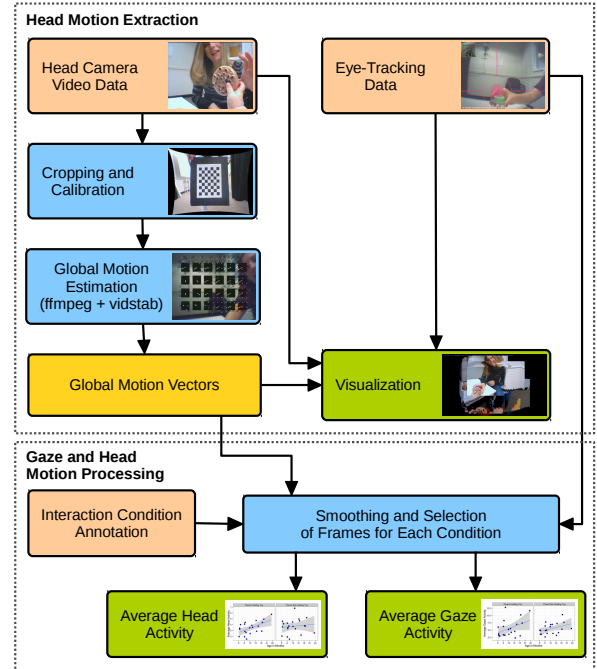 Head Motion Extraction
Head Camera
Video Data
Eye-Tracking
Data
Cropping and
Calibration
Global Motion
Estimation
(ffmpeg + vidstab)
Global Motion Vectors
Visualization
Gaze and Head
Motion Processing
Interaction Condition
Annotation
Smoothing and Selection
of Frames for Each Condition
Average Head
Activity
Average Gaze
Activity